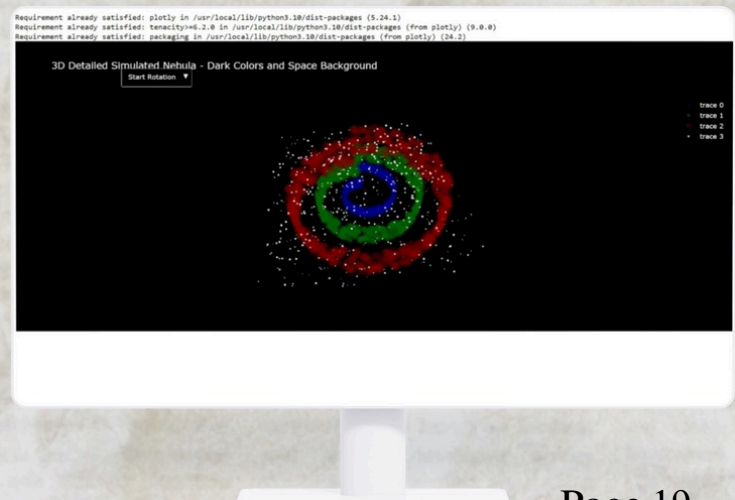 Requirement already satisfied: plotly in /usr/local/lib/python3.10/dist-packages (5.24.1)
Requirement already satisfied: tenacity>=6.2.0 in /usr/local/lib/python3.10/dist-packages (from plotly) (9.0.0)
Requirement already satisfied: packaging in /usr/local/lib/python3.10/dist-packages (from plotly) (24.2)
3D Detailed Simulated Nebula - Dark Colors and Space Background
Start Rotation
trace 0
trace 1
trace 2
trace 3
Page 10